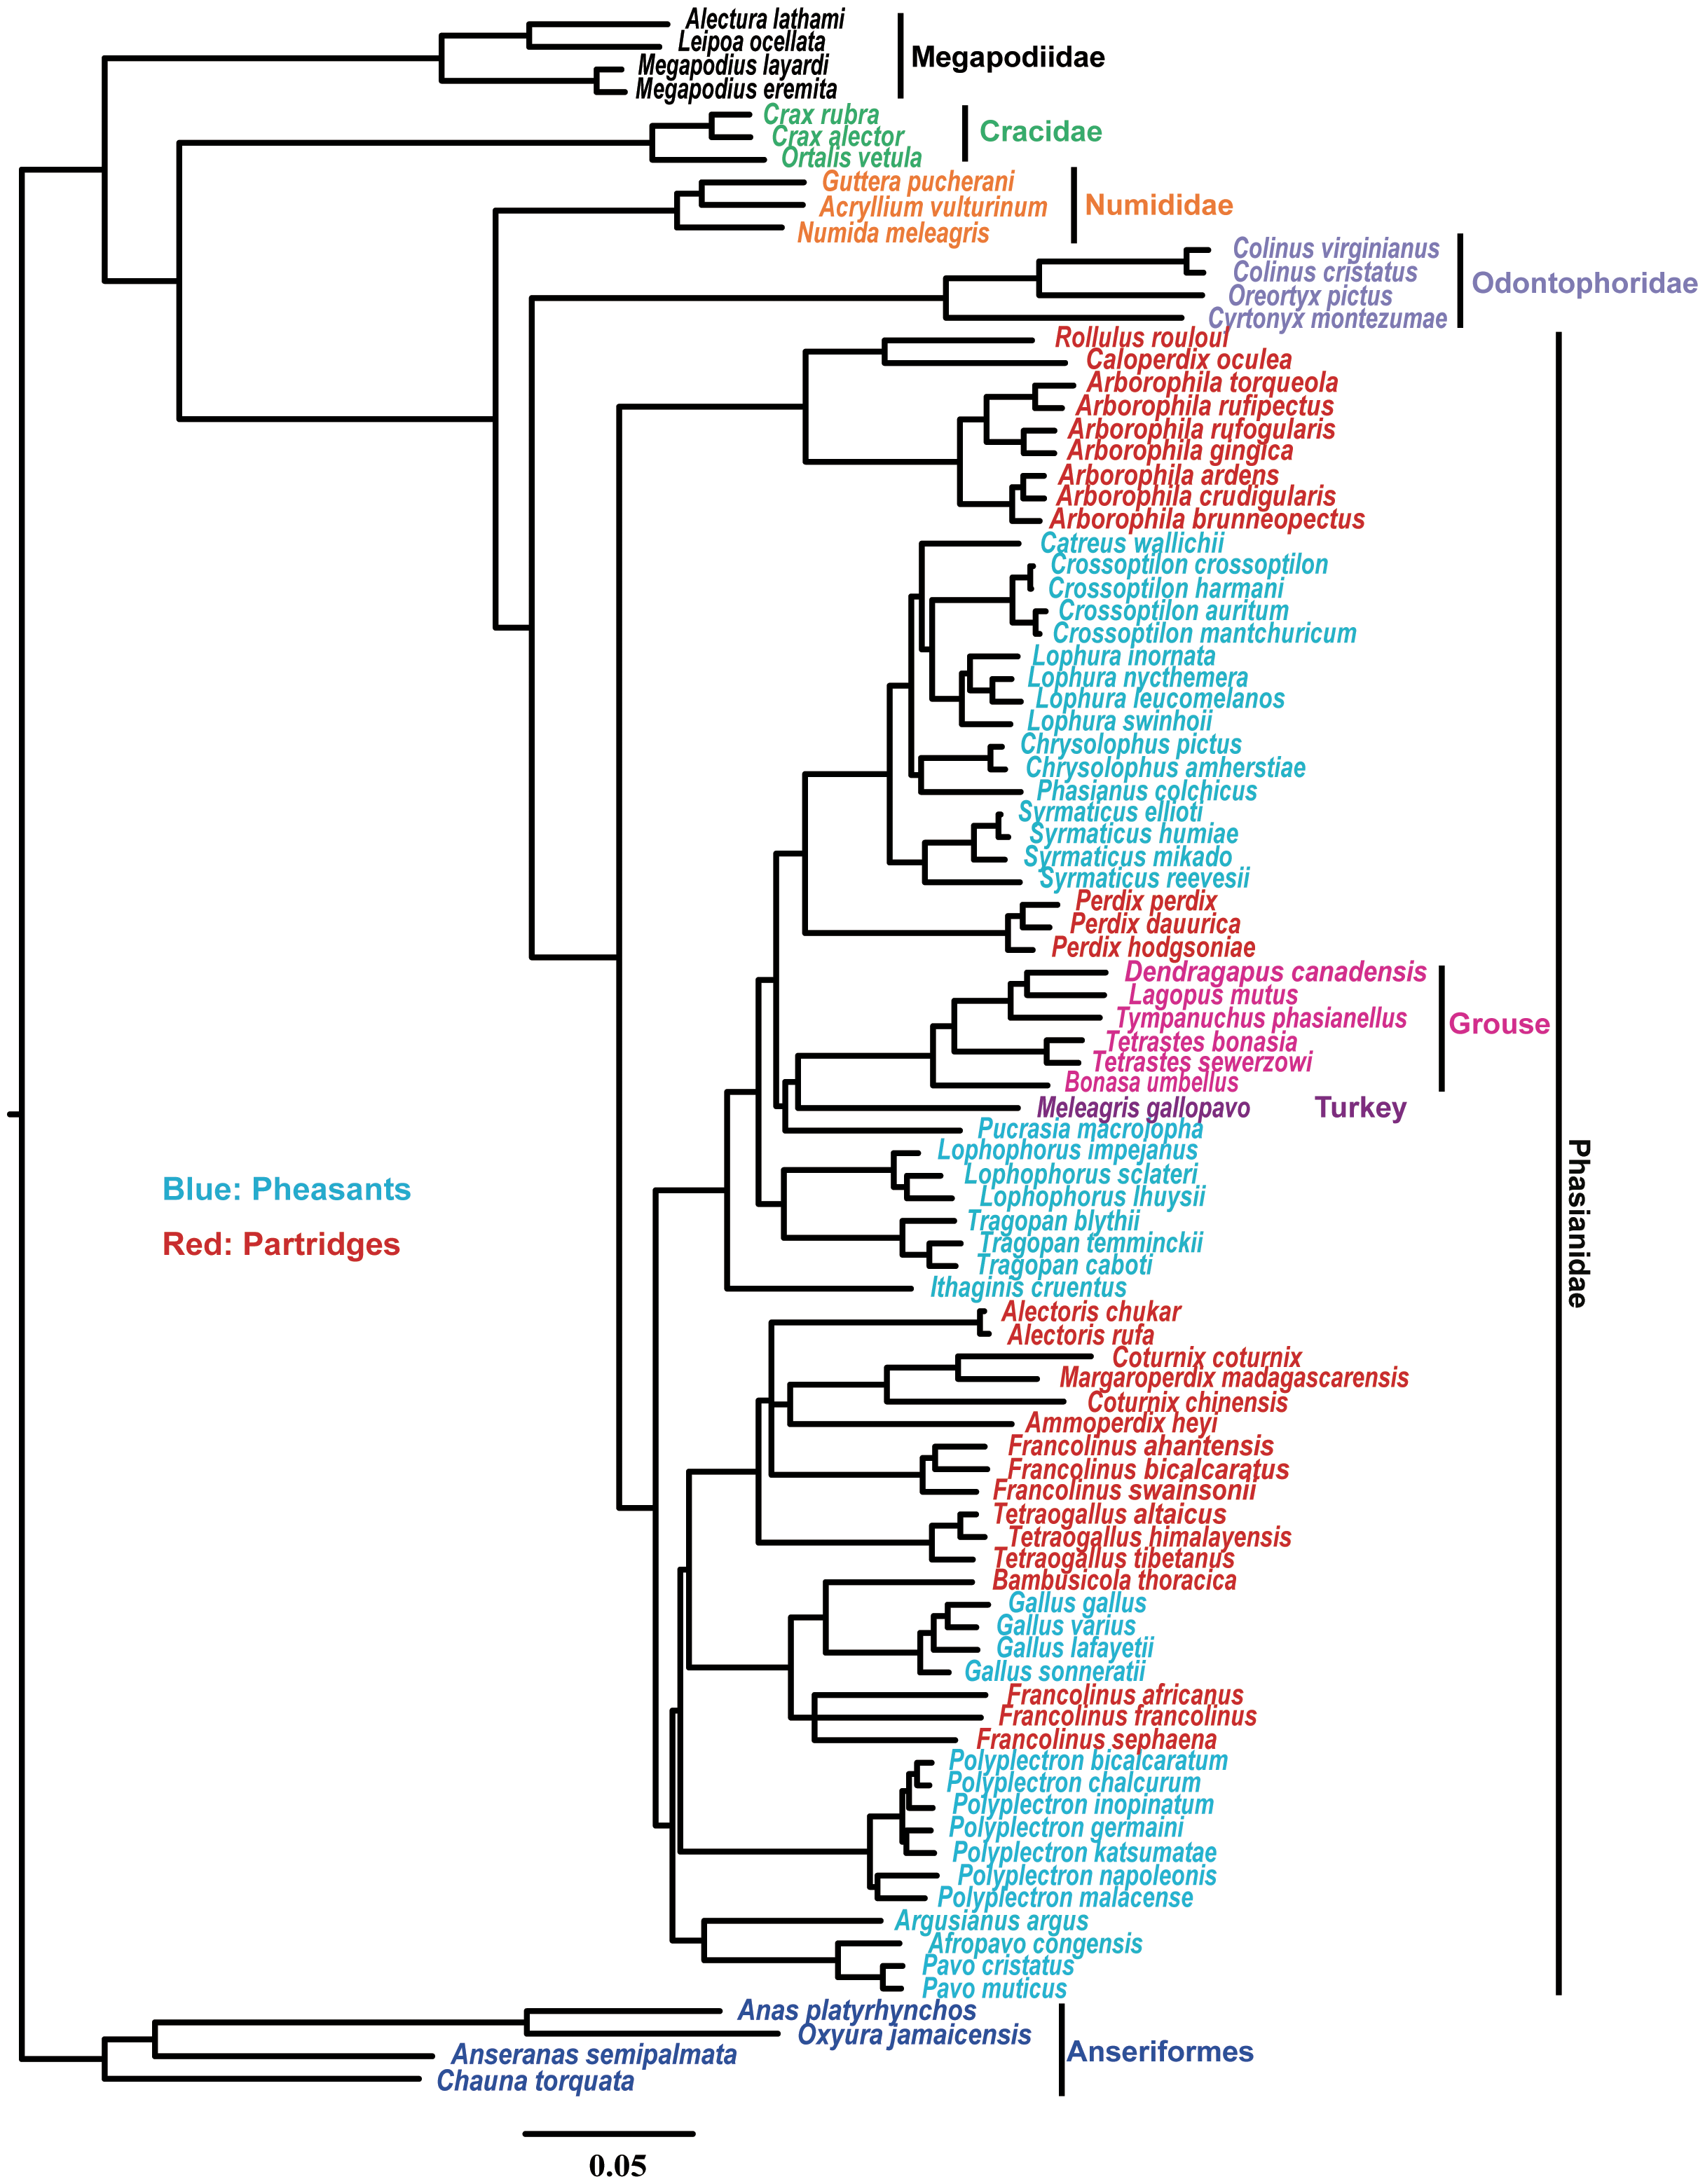 Alectura lathami
Leipoa ocellata
Megapodius layardi
Megapodius eremita
Megapodiidae
Crax rubra
Crax alector
Ortalis vetula
Cracidae
Guttera pucherani
Acryllium vulturinum
Numida meleagris
Numididae
Colinus virginianus
Colinus cristatus
Oreortyx pictus
Cyrtonyx montezumae
Odontophoridae
Rollulus rouloul
Caloperdix oculea
Arborophila torqueola
Arborophila rufipectus
Arborophila rufogularis
Arborophila gingica
Arborophila ardens
Arborophila crudigularis
Arborophila brunneopectus
Catreus wallichii
Crossoptilon crossoptilon
Crossoptilon harmani
Crossoptilon auritum
Crossoptilon mantchuricum
Lophura inornata
Lophura nycthemera
Lophura leucomelanos
Lophura swinhoii
Chrysolophus pictus
Chrysolophus amherstiae
Phasianus colchicus
Syrmaticus ellioti
Syrmaticus humiae
Syrmaticus mikado
Syrmaticus reevesii
Perdix perdix
Perdix dauurica
Perdix hodgsoniae
Dendragapus canadensis
Lagopus mutus
Tympanuchus phasianellus
Tetrastes bonasia
Tetrastes sewerzowi
Bonasa umbellus
Grouse
Meleagris gallopavo Turkey
Pucrasia macrolopha
Lophophorus impejanus
Lophophorus sclateri
Lophophorus lhuysii
Tragopan blythii
Tragopan temminckii
Tragopan caboti
Ithaginis cruentus
Blue: Pheasants
Red: Partridges
Alectoris chukar
Alectoris rufa
Coturnix coturnix
Margaroperdix madagascarensis
Coturnix chinensis
Ammoperdix heyi
Francolinus ahantensis
Francolinus bicalcaratus
Francolinus swainsonii
Tetraogallus altaicus
Tetraogallus himalayensis
Tetraogallus tibetanus
Bambusicola thoracica
Gallus gallus
Gallus varius
Gallus lafayetii
Gallus sonneratii
Francolinus africanus
Francolinus francolinus
Francolinus sephaena
Polyplectron bicalcaratum
Polyplectron chalcurum
Polyplectron inopinatum
Polyplectron germaini
Polyplectron katsumatae
Polyplectron napoleonis
Polyplectron malacense
Argusianus argus
Afropavo congensis
Pavo cristatus
Pavo muticus
Phasianidae
Anas platyrhynchos
Oxyura jamaicensis
Anseranas semipalmata
Chauna torquata
Anseriformes
0.05